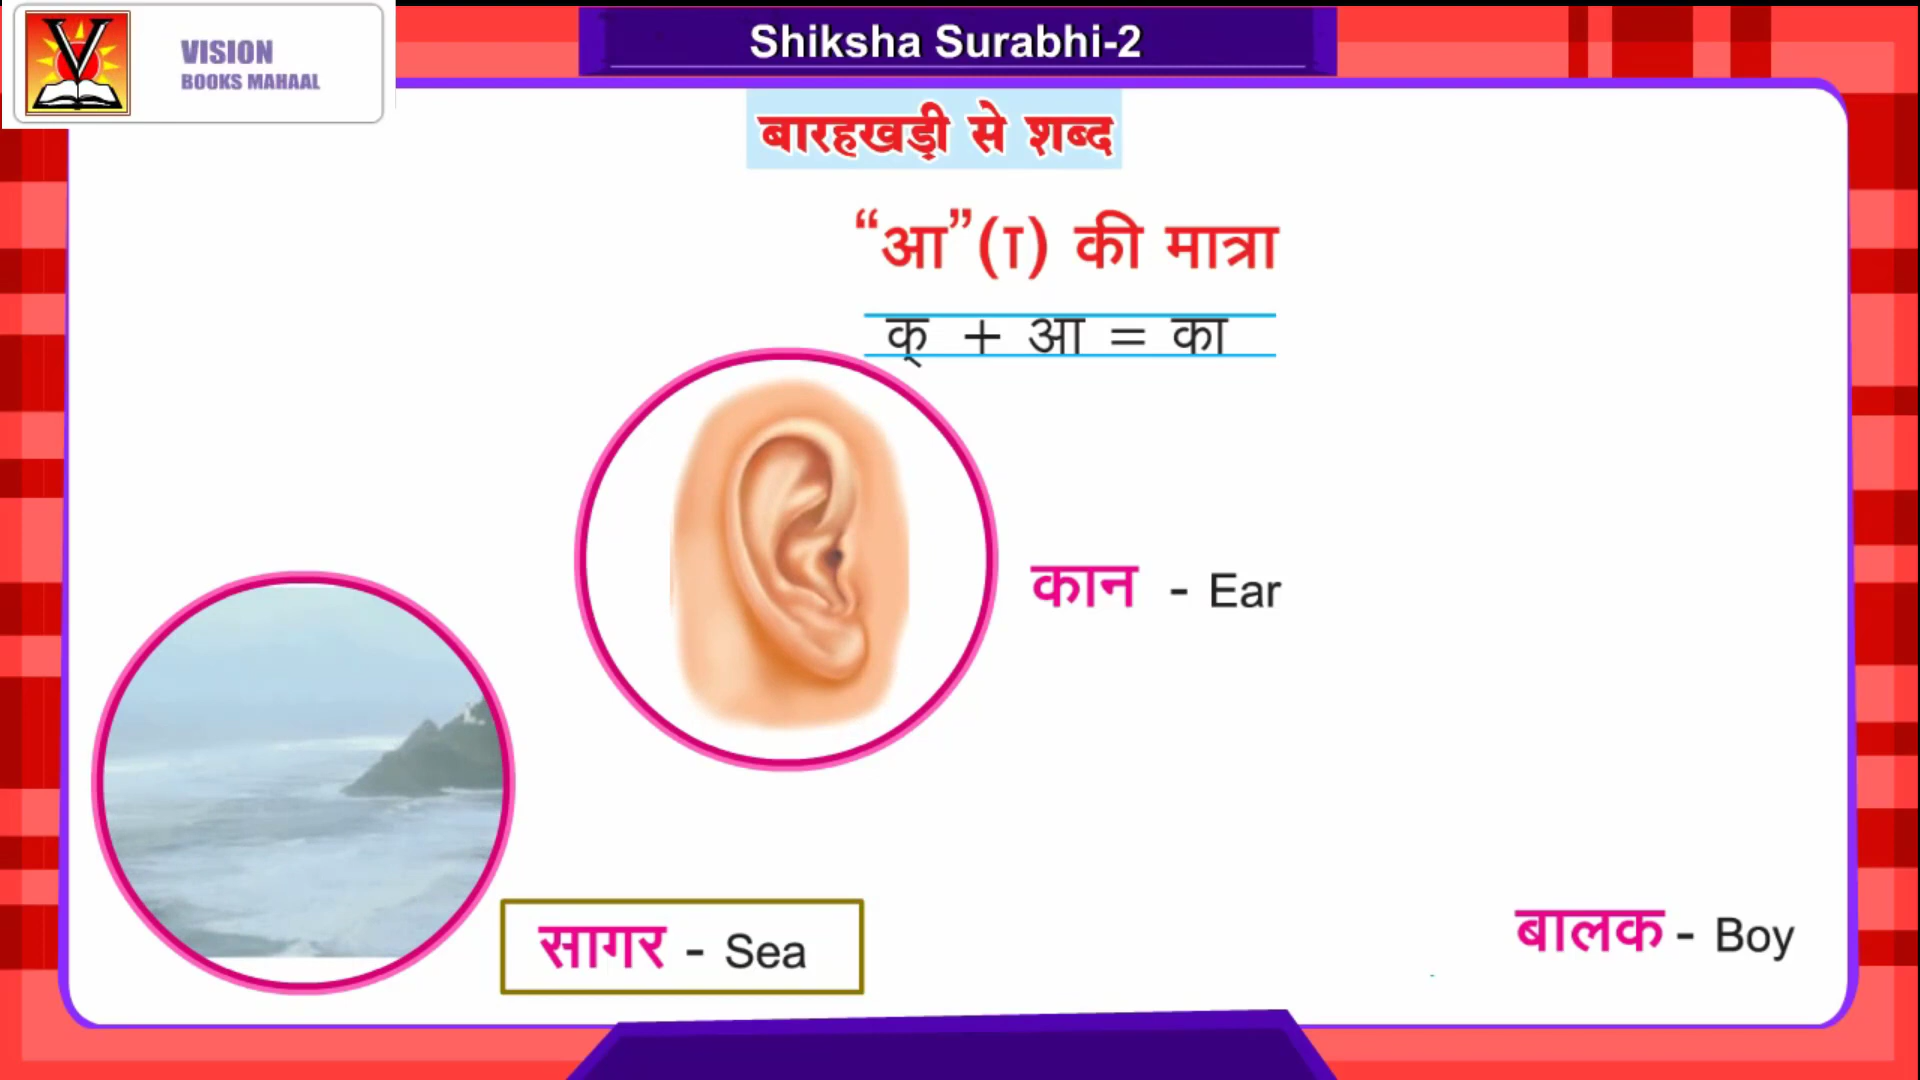 VISION
BOOKS MAHAAL
Shiksha Surabhi-2
बारहखड़ी से शब्द
“आ”(ा) की मात्रा
क् + आ = का
कान - Ear
सागर - Sea
बालक - Boy